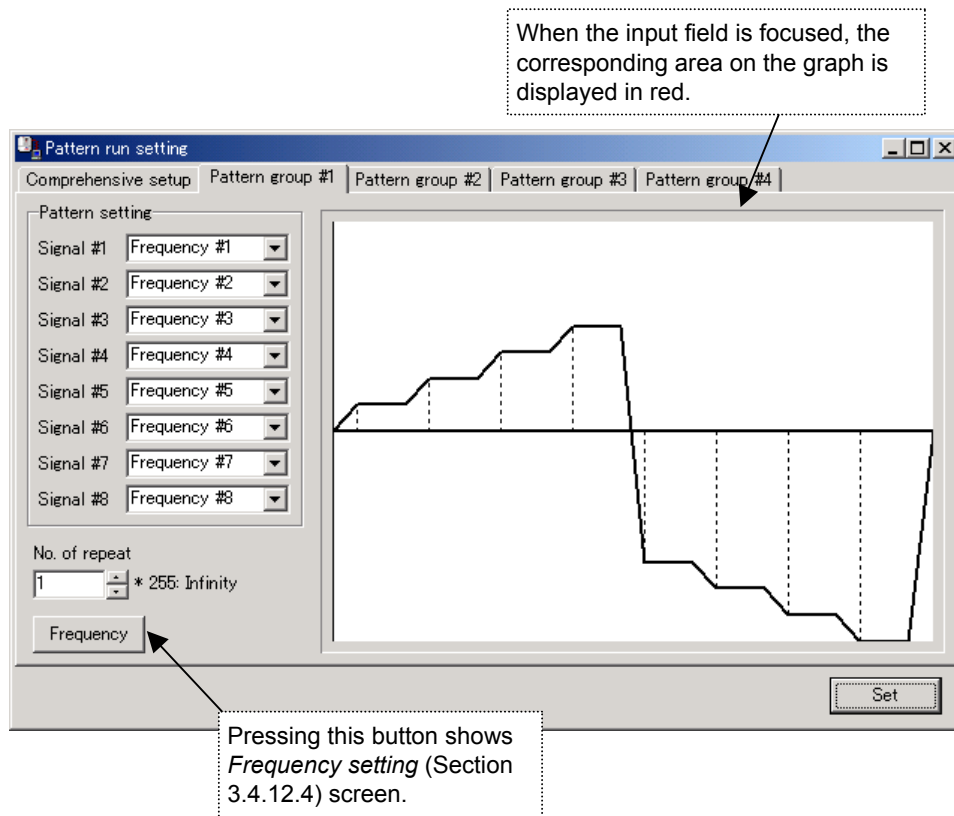 When the input field is focused, the
corresponding area on the graph is
displayed in red.
Pattern run setting
Comprehensive setup Pattern group #1 Pattern group #2 Pattern group #3 Pattern group #4
Pattern setting
Signal #1 Frequency #1
Signal #2 Frequency #2
Signal #3 Frequency #3
Signal #4 Frequency #4
Signal #5 Frequency #5
Signal #6 Frequency #6
Signal #7 Frequency #7
Signal #8 Frequency #8
No. of repeat
1 * 255: Infinity
Frequency
Set
Pressing this button shows
Frequency setting (Section
3.4.12.4) screen.